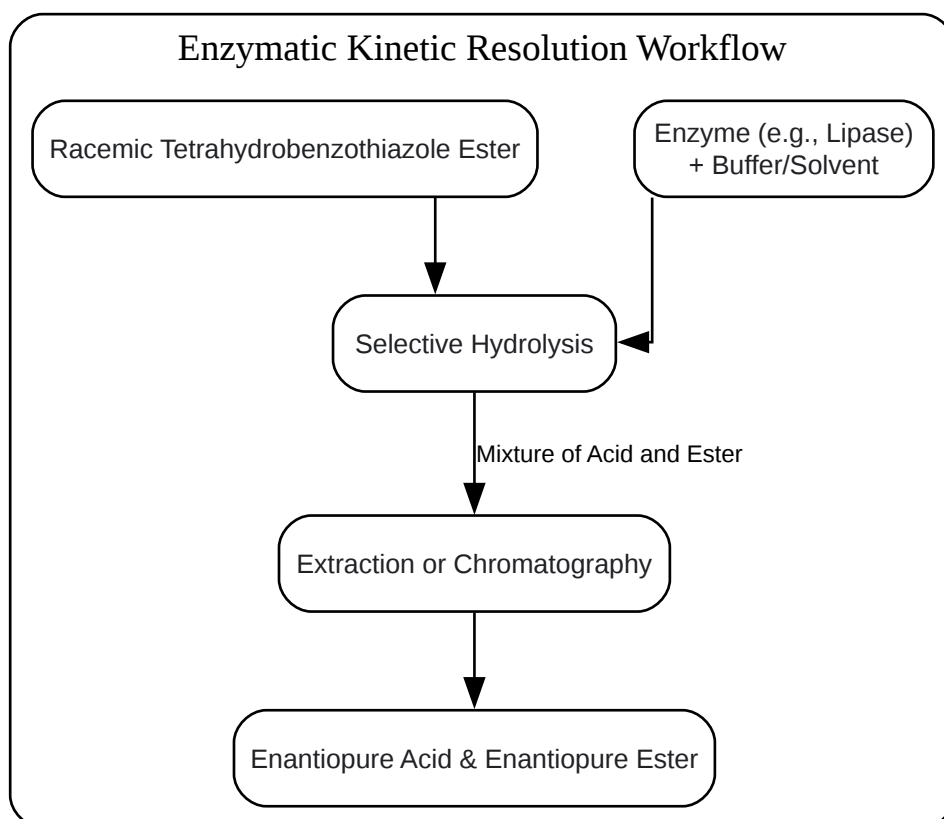 Enzymatic Kinetic Resolution Workflow
Racemic Tetrahydrobenzothiazole Ester
Enzyme (e.g., Lipase)
+ Buffer/Solvent
Selective Hydrolysis
Mixture of Acid and Ester
Extraction or Chromatography
Enantiopure Acid & Enantiopure Ester